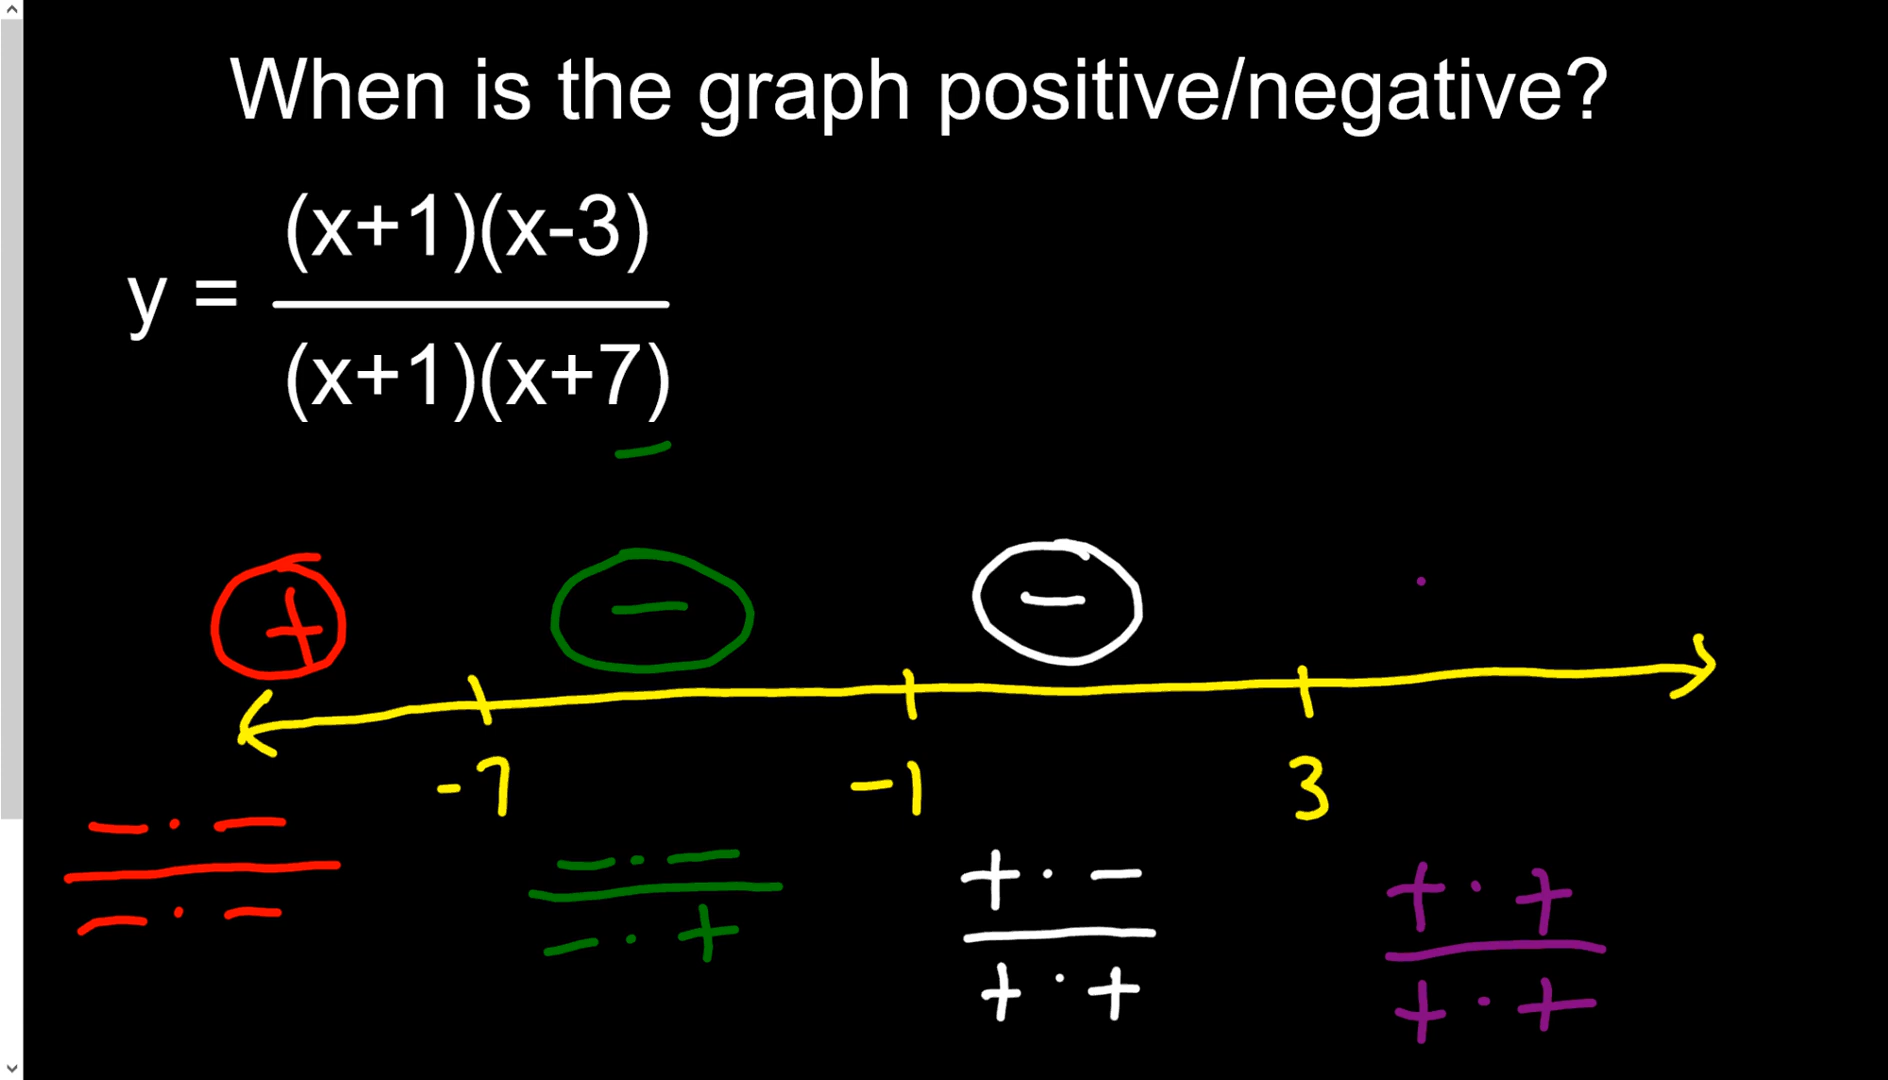 When is the graph positive/negative?
(x+1)(x-3)
y =
(x+1)(x+7)
−
+ − −
-7 -1 3
− · − − · − + · − + · +
− · − − · + + · + + · +